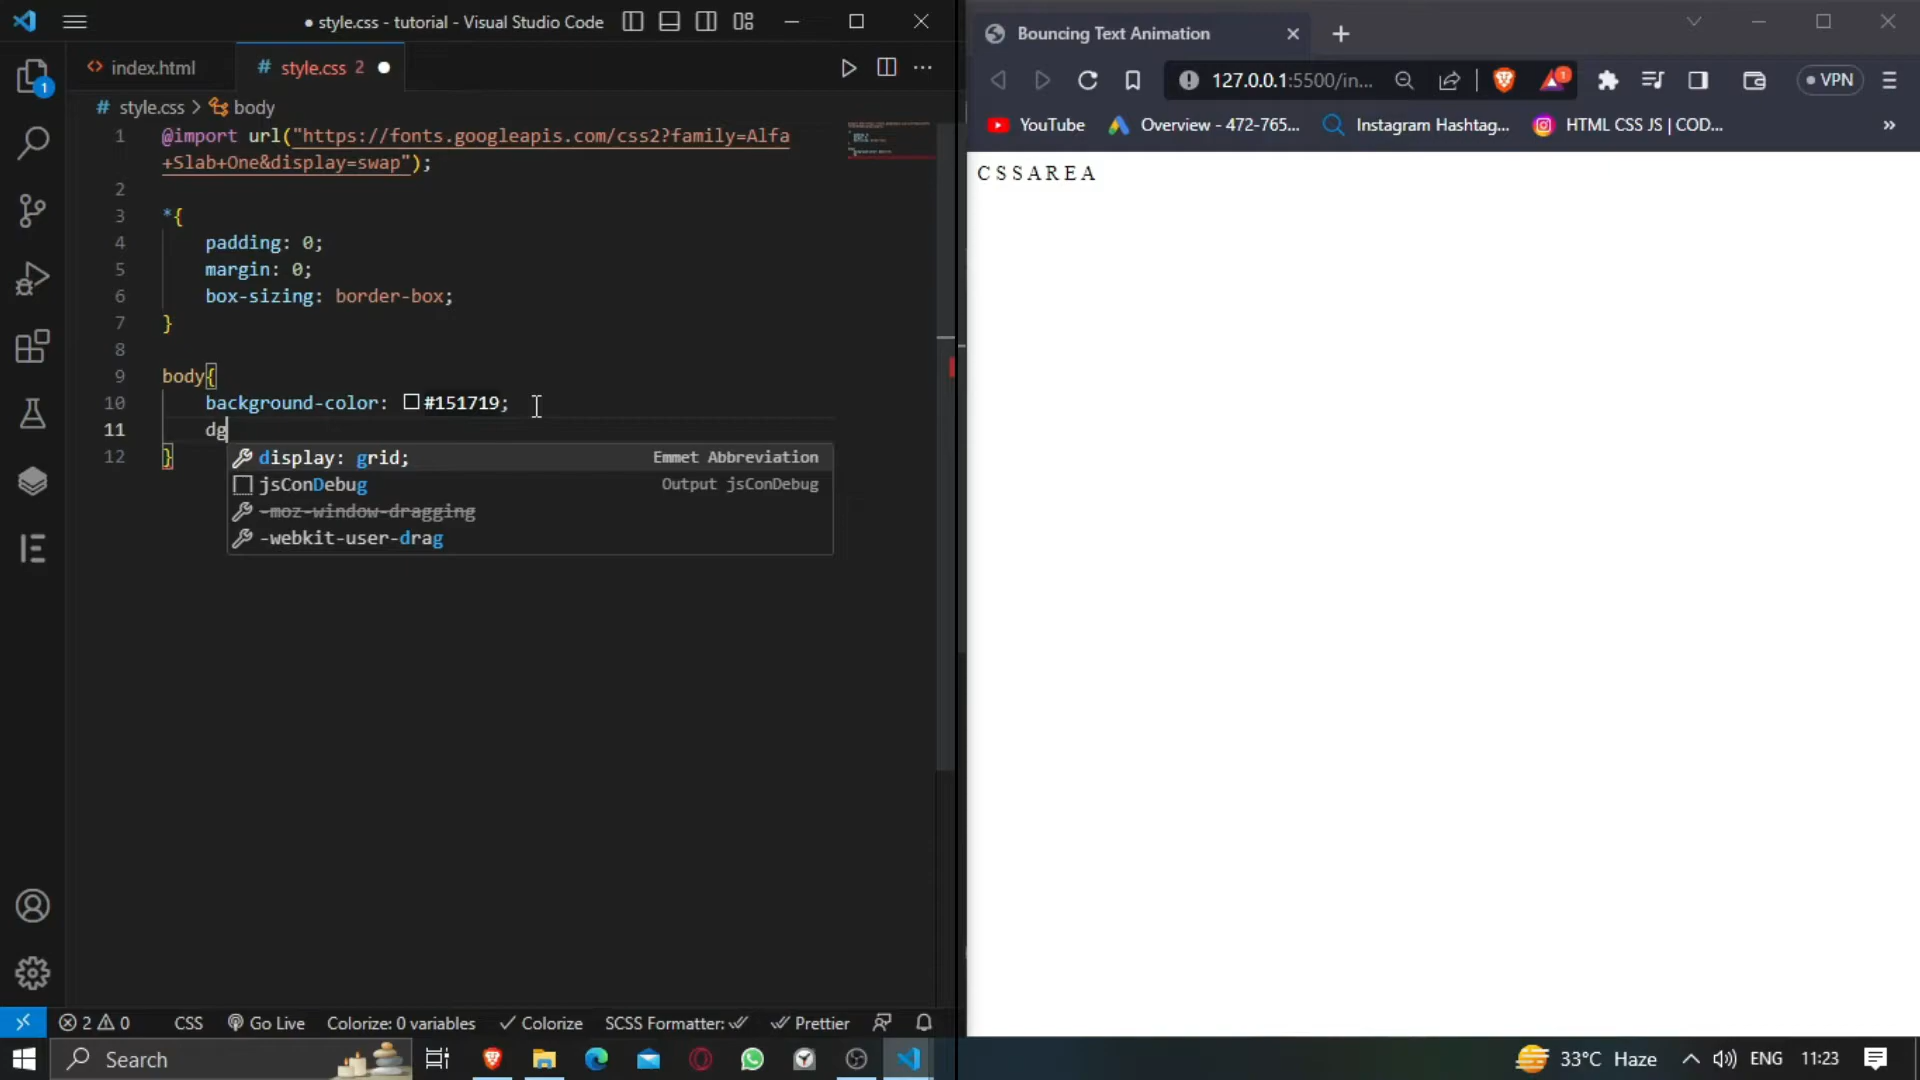 ● style.css - tutorial - Visual Studio Code
index.html
# style.css 2 ●
# style.css > body
1 @import url("https://fonts.googleapis.com/css2?family=Alfa
+Slab+One&display=swap");
2
3 *{
4 padding: 0;
5 margin: 0;
6 box-sizing: border-box;
7 }
8
9 body{
10 background-color: #151719;
11 dg
12 }
display: grid; Emmet Abbreviation
jsConDebug Output jsConDebug
-moz-window-dragging
-webkit-user-drag
1
2 0 CSS Go Live Colorize: 0 variables Colorize SCSS Formatter: Prettier
Bouncing Text Animation
127.0.0.1:5500/in... 1 VPN
YouTube Overview - 472-765... Instagram Hashtag... HTML CSS JS | COD... »
C S S A R E A
Search 33°C Haze ENG 11:23